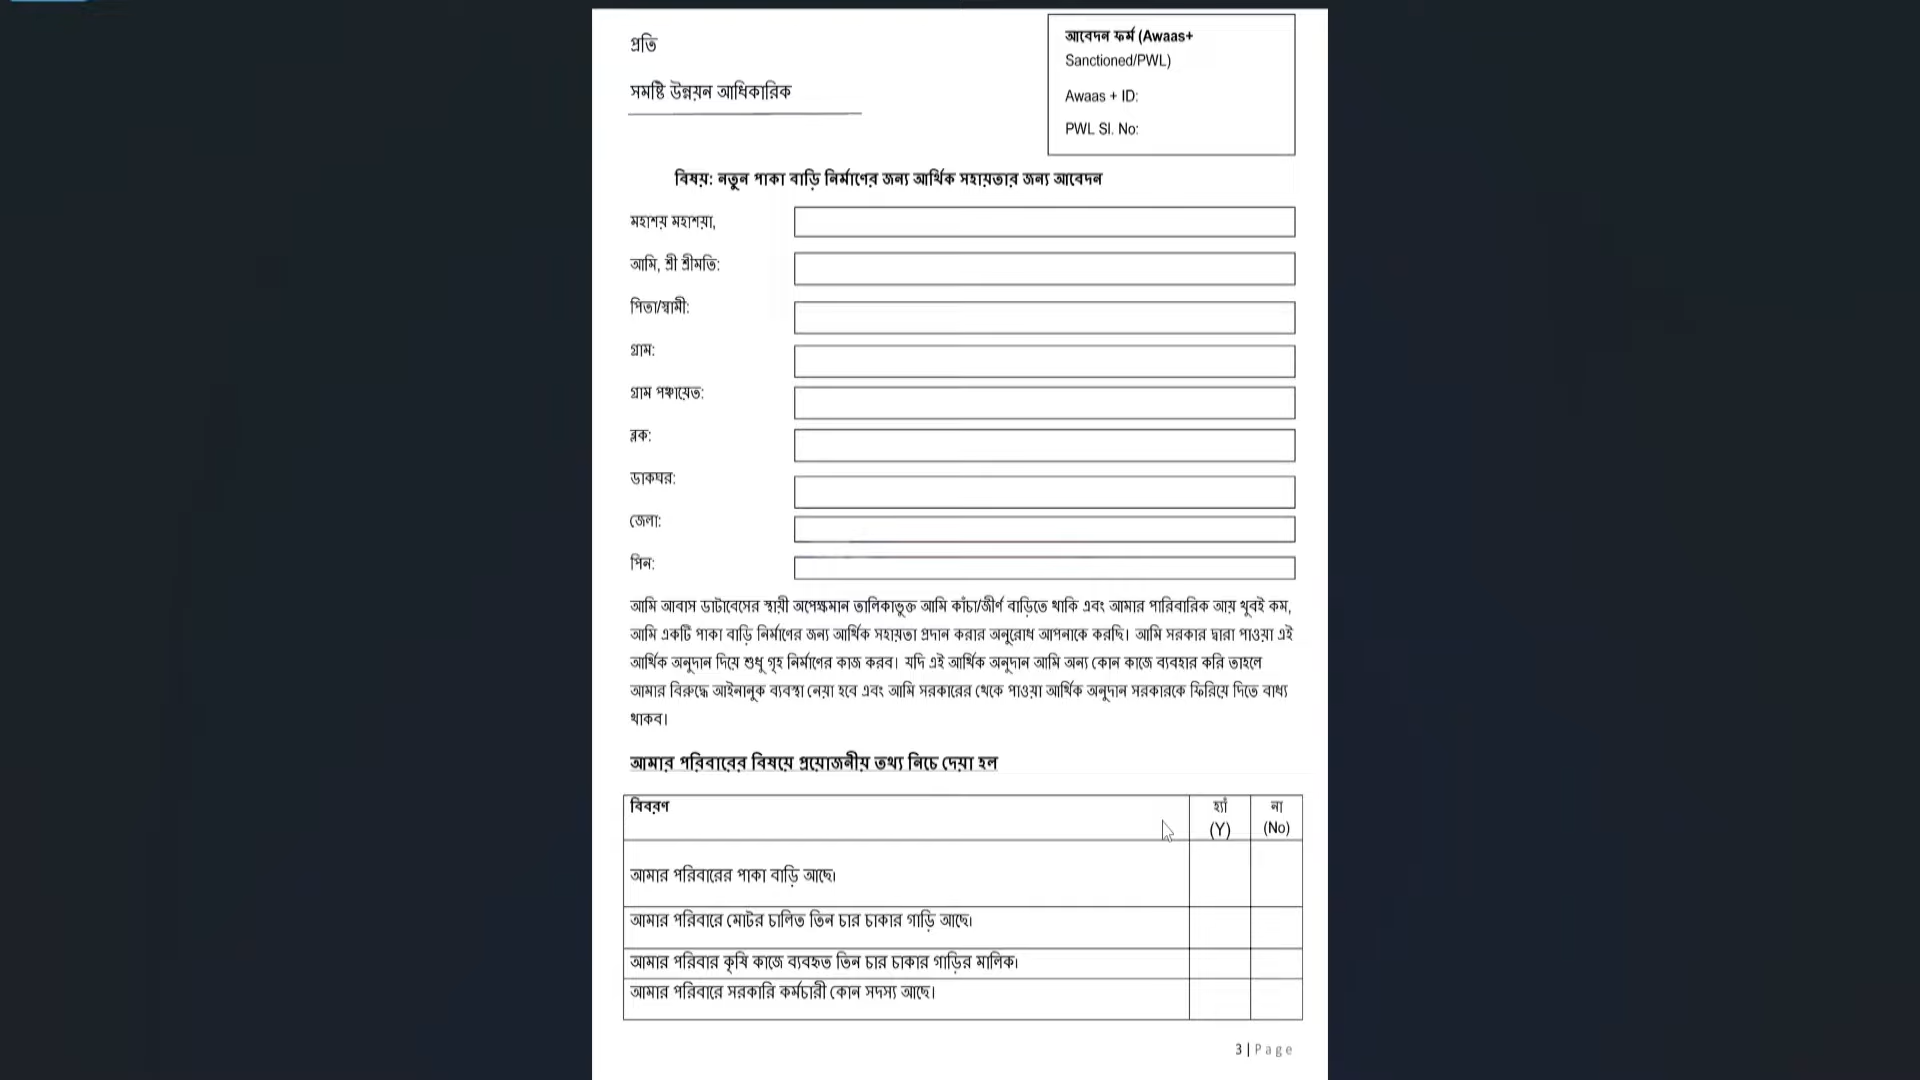 প্রতি
সমষ্টি উন্নয়ন আধিকারিক
আবেদন ফর্ম (Awaas+
Sanctioned/PWL)
Awaas + ID:
PWL Sl. No:
বিষয়: নতুন পাকা বাড়ি নির্মাণের জন্য আর্থিক সহায়তার জন্য আবেদন
মহাশয় মহাশয়া,
আমি, শ্রী শ্রীমতি:
পিতা/স্বামী:
গ্রাম:
গ্রাম পঞ্চায়েত:
ব্লক:
ডাকঘর:
জেলা:
পিন:
আমি আবাস ডাটাবেসের স্থায়ী অপেক্ষমান তালিকাভুক্ত আমি কাঁচা/জীর্ণ বাড়িতে থাকি এবং আমার পারিবারিক আয় খুবই কম,
আমি একটি পাকা বাড়ি নির্মাণের জন্য আর্থিক সহায়তা প্রদান করার অনুরোধ আপনাকে করছি। আমি সরকার দ্বারা পাওয়া এই
আর্থিক অনুদান দিয়ে শুধু গৃহ নির্মাণের কাজ করব। যদি এই আর্থিক অনুদান আমি অন্য কোন কাজে ব্যবহার করি তাহলে
আমার বিরুদ্ধে আইনানুক ব্যবস্থা নেয়া হবে এবং আমি সরকারের থেকে পাওয়া আর্থিক অনুদান সরকারকে ফিরিয়ে দিতে বাধ্য
থাকব।
আমার পরিবারের বিষয়ে প্রয়োজনীয় তথ্য নিচে দেয়া হল
বিবরণ হ্যাঁ না
(Y) (No)
আমার পরিবারের পাকা বাড়ি আছে।
আমার পরিবারে মোটর চালিত তিন চার চাকার গাড়ি আছে।
আমার পরিবার কৃষি কাজে ব্যবহৃত তিন চার চাকার গাড়ির মালিক।
আমার পরিবারে সরকারি কর্মচারী কোন সদস্য আছে।
3 | Page